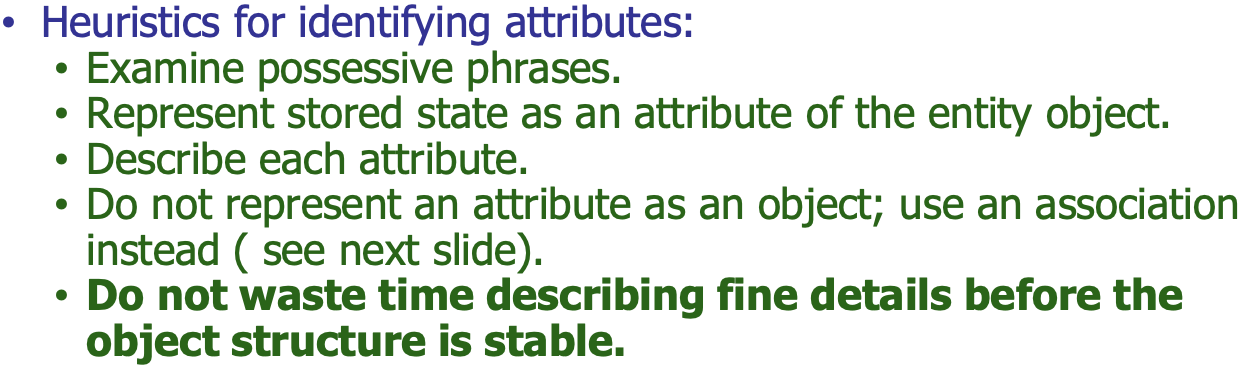 • Heuristics for identifying attributes:
• Examine possessive phrases.
• Represent stored state as an attribute of the entity object.
• Describe each attribute.
• Do not represent an attribute as an object; use an association
instead ( see next slide).
• Do not waste time describing fine details before the
object structure is stable.